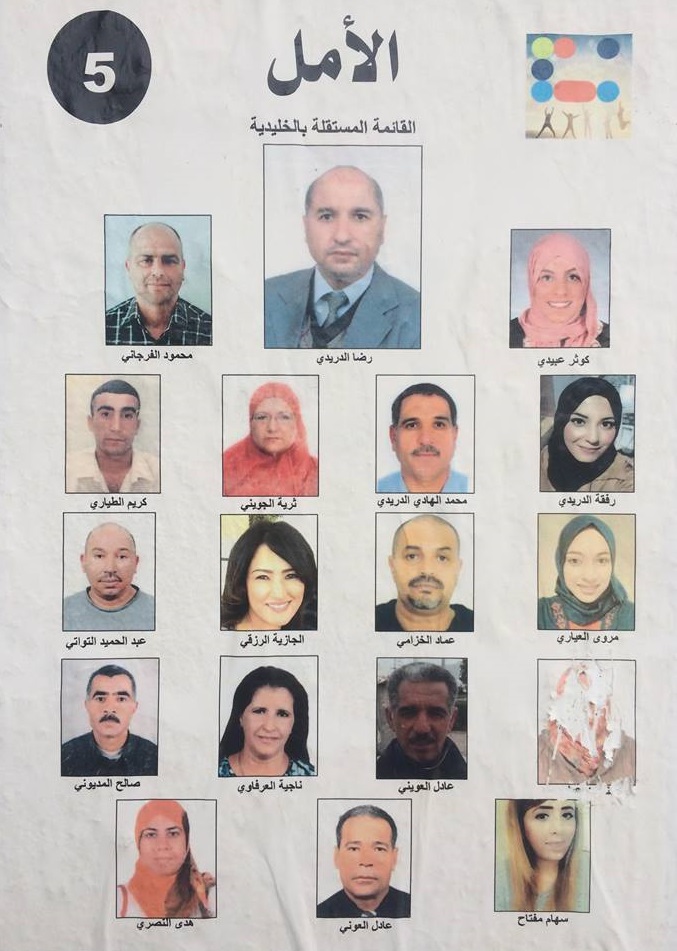 5
الأمل
القائمة المستقلة بالخليدية
رضا الدريدي
كوثر عبيدي
محمود الفرجاني
رفقة الدريدي
محمد الهادي الدريدي
ثرية الجويني
كريم الطياري
مروى العياري
عماد الخزامي
الجازية الرزقي
عبد الحميد التواتي
عادل العويني
ناجية العرفاوي
صالح المديوني
سهام مفتاح
عادل العوني
هدى النصري